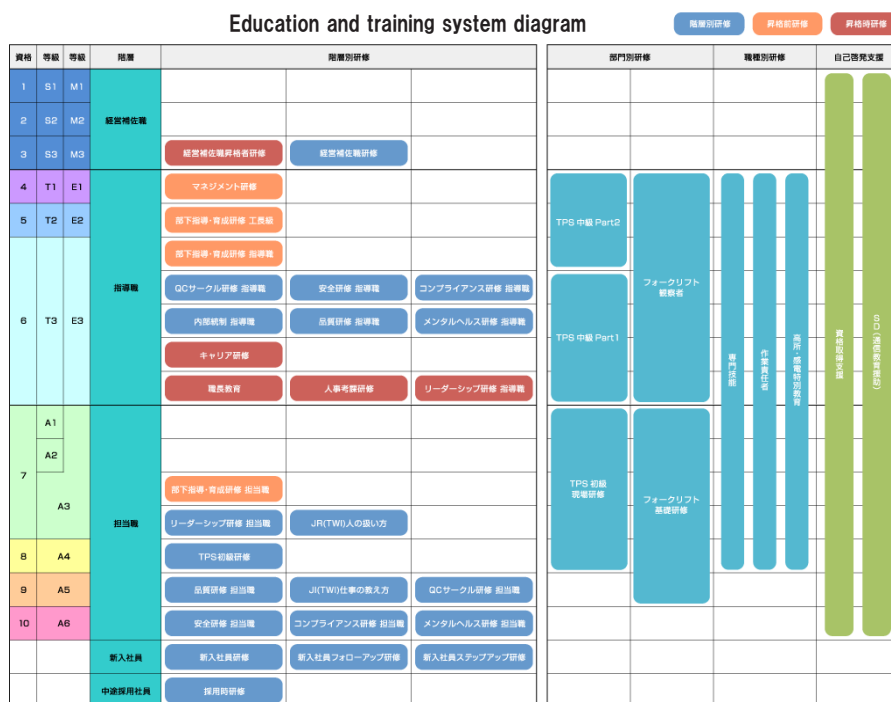 Education and training system diagram
階層別研修 昇格前研修 昇格時研修
資格 等級 等級 階層 階層別研修 部門別研修 職種別研修 自己啓発支援
1 S1 M1
2 S2 M2 経営補佐職
3 S3 M3 経営補佐職昇格者研修 経営補佐職研修
4 T1 E1 マネジメント研修
5 T2 E2 部下指導・育成研修 工長級
TPS 中級 Part2
部下指導・育成研修 指導職
指導職 QCサークル研修 指導職 安全研修 指導職 コンプライアンス研修 指導職
フォークリフト
観察者
6 T3 E3 内部統制 指導職 品質研修 指導職 メンタルヘルス研修 指導職
TPS 中級 Part1
キャリア研修
職長教育 人事考課研修 リーダーシップ研修 指導職
専門技能
作業責任者
高所・感電特別教育
資格取得支援
SD(通信教育援助)
A1
A2
7
部下指導・育成研修 担当職
TPS 初級
現場研修
フォークリフト
基礎研修
A3
担当職 リーダーシップ研修 担当職 JR(TWI)人の扱い方
8 A4 TPS初級研修
9 A5 品質研修 担当職 JI(TWI)仕事の教え方 QCサークル研修 担当職
10 A6 安全研修 担当職 コンプライアンス研修 担当職 メンタルヘルス研修 担当職
新入社員 新入社員研修 新入社員フォローアップ研修 新入社員ステップアップ研修
中途採用社員 採用時研修